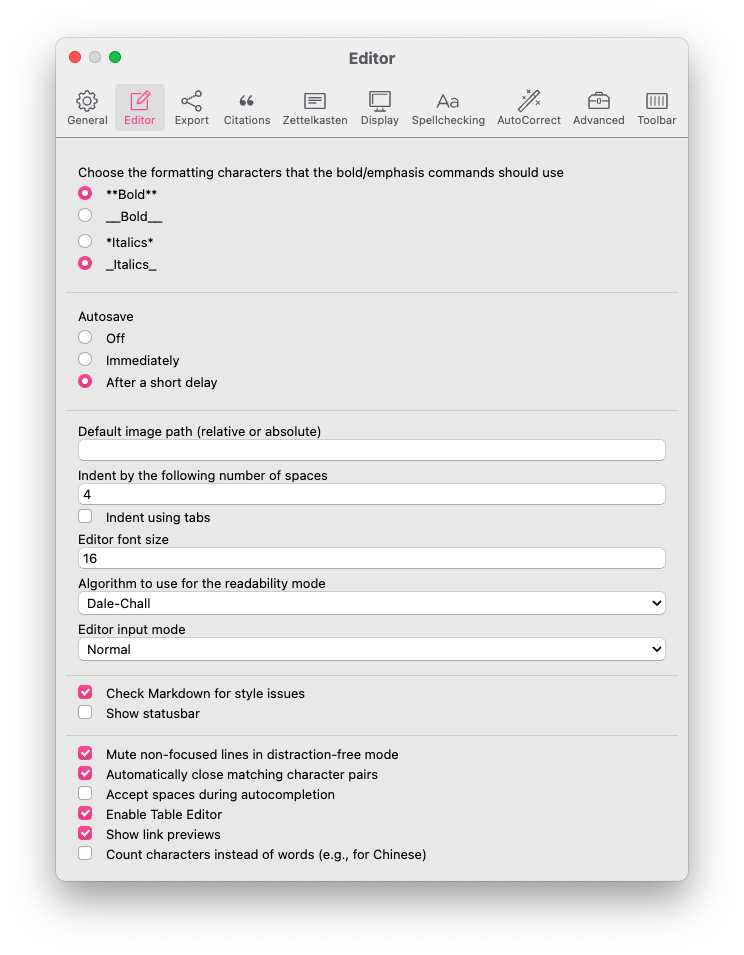 Editor
General Editor Export Citations Zettelkasten Display Spellchecking AutoCorrect Advanced Toolbar
Choose the formatting characters that the bold/emphasis commands should use
**Bold**
__Bold__
*Italics*
_Italics_
Autosave
Off
Immediately
After a short delay
Default image path (relative or absolute)
Indent by the following number of spaces
4
Indent using tabs
Editor font size
16
Algorithm to use for the readability mode
Dale-Chall
Editor input mode
Normal
Check Markdown for style issues
Show statusbar
Mute non-focused lines in distraction-free mode
Automatically close matching character pairs
Accept spaces during autocompletion
Enable Table Editor
Show link previews
Count characters instead of words (e.g., for Chinese)